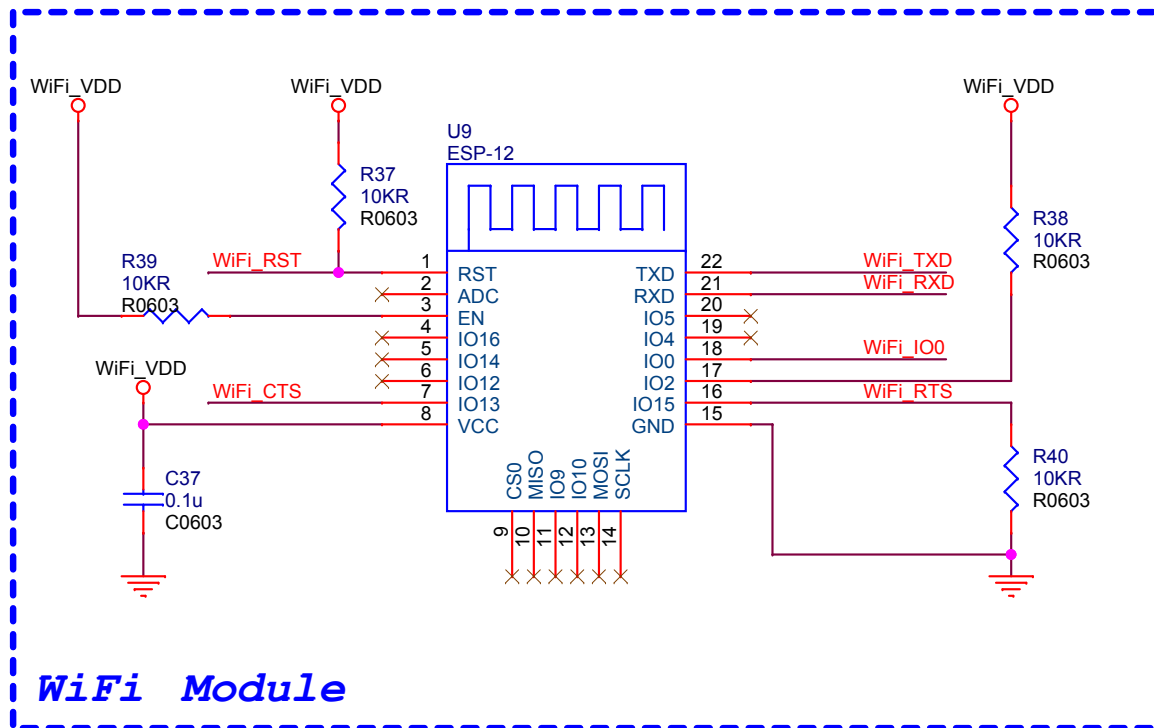 WiFi_VDD
WiFi_VDD
WiFi_VDD
U9
ESP-12
R37
10KR
R0603
R38
10KR
R0603
R39
10KR
R0603
WiFi_RST
1
RST
2
ADC
3
EN
4
IO16
5
IO14
6
IO12
WiFi_CTS
7
IO13
8
VCC
WiFi_VDD
TXD
22
WiFi_TXD
RXD
21
WiFi_RXD
IO5
20
IO4
19
IO0
18
WiFi_IO0
IO2
17
IO15
16
WiFi_RTS
GND
15
CS0
MISO
IO9
IO10
MOSI
SCLK
9
10
11
12
13
14
C37
0.1u
C0603
R40
10KR
R0603
WiFi Module